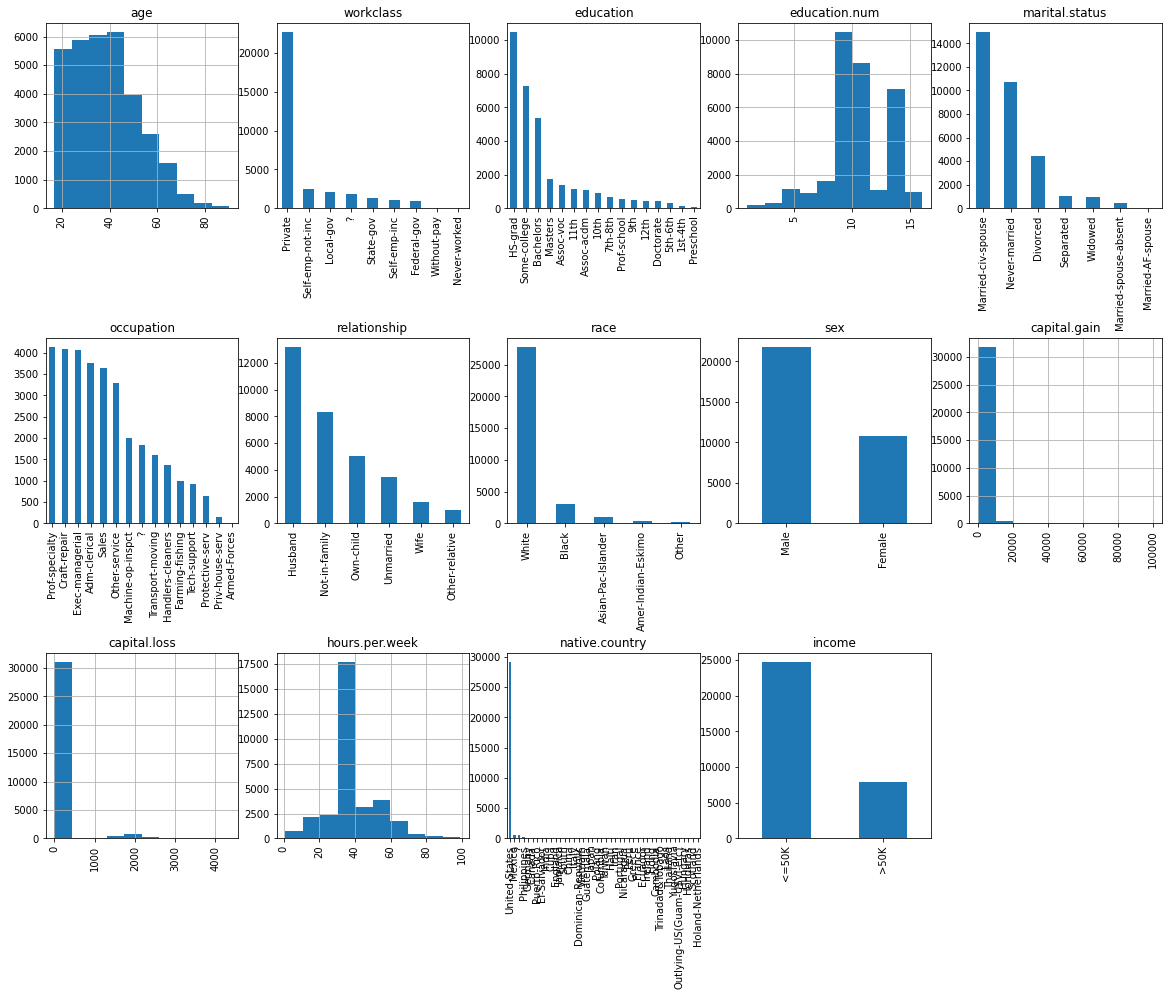 age
6000
5000
4000
3000
2000
1000
0
20
40
60
80
workclass
20000
15000
10000
5000
0
Private
Self-emp-not-inc
Local-gov
?
State-gov
Self-emp-inc
Federal-gov
Without-pay
Never-worked
education
10000
8000
6000
4000
2000
0
HS-grad
Some-college
Bachelors
Masters
Assoc-voc
11th
Assoc-acdm
10th
7th-8th
Prof-school
9th
12th
Doctorate
5th-6th
1st-4th
Preschool
education.num
10000
8000
6000
4000
2000
0
5
10
15
marital.status
14000
12000
10000
8000
6000
4000
2000
0
Married-civ-spouse
Never-married
Divorced
Separated
Widowed
Married-spouse-absent
Married-AF-spouse
occupation
4000
3500
3000
2500
2000
1500
1000
500
0
Prof-specialty
Craft-repair
Exec-managerial
Adm-clerical
Sales
Other-service
Machine-op-inspct
?
Transport-moving
Handlers-cleaners
Farming-fishing
Tech-support
Protective-serv
Priv-house-serv
Armed-Forces
relationship
12000
10000
8000
6000
4000
2000
0
Husband
Not-in-family
Own-child
Unmarried
Wife
Other-relative
race
25000
20000
15000
10000
5000
0
White
Black
Asian-Pac-Islander
Amer-Indian-Eskimo
Other
sex
20000
15000
10000
5000
0
Male
Female
capital.gain
30000
25000
20000
15000
10000
5000
0
0
20000
40000
60000
80000
100000
capital.loss
30000
25000
20000
15000
10000
5000
0
0
1000
2000
3000
4000
hours.per.week
17500
15000
12500
10000
7500
5000
2500
0
0
20
40
60
80
100
native.country
30000
25000
20000
15000
10000
5000
0
United-States
Mexico
Philippines
Puerto-Rico
El-Salvador
Dominican-Republic
Guatemala
Columbia
Nicaragua
Greece
Trinadad&Tobago
Outlying-US(Guam-USVI-etc)
Holand-Netherlands
income
25000
20000
15000
10000
5000
0
<=50K
>50K